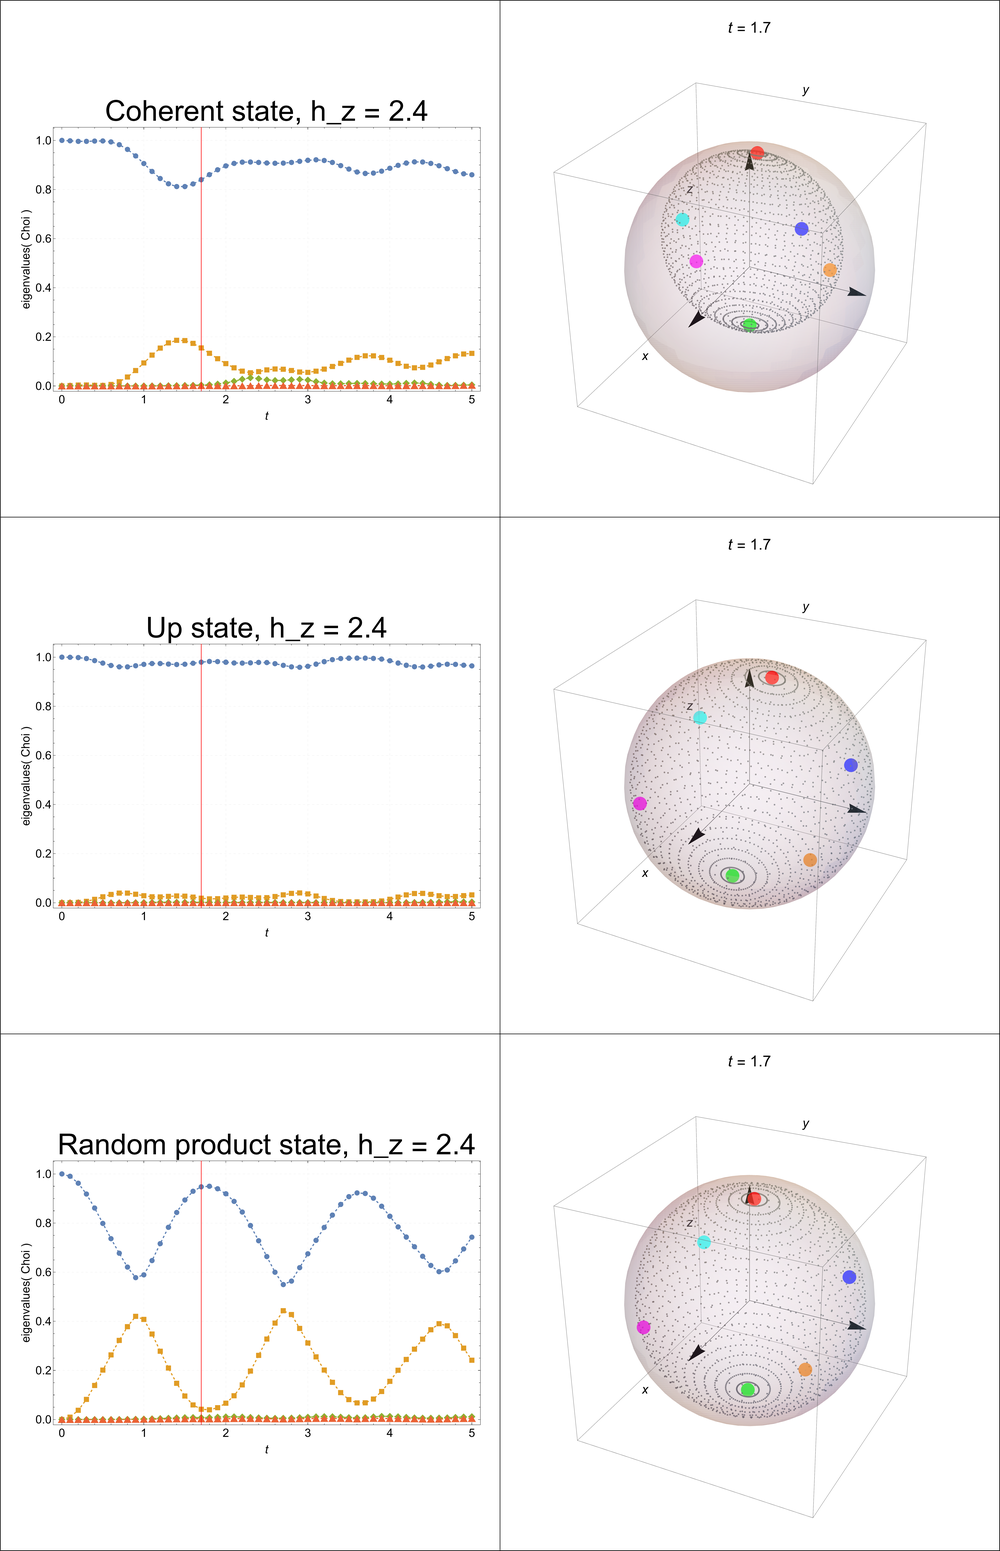 t = 1.7
Coherent state, h_z = 2.4
eigenvalues( Choi )
1.0
0.8
0.6
0.4
0.2
0.0
0 1 2 3 4 5
t
y
z
x
t = 1.7
Up state, h_z = 2.4
eigenvalues( Choi )
1.0
0.8
0.6
0.4
0.2
0.0
0 1 2 3 4 5
t
y
z
x
t = 1.7
Random product state, h_z = 2.4
eigenvalues( Choi )
1.0
0.8
0.6
0.4
0.2
0.0
0 1 2 3 4 5
t
y
z
x